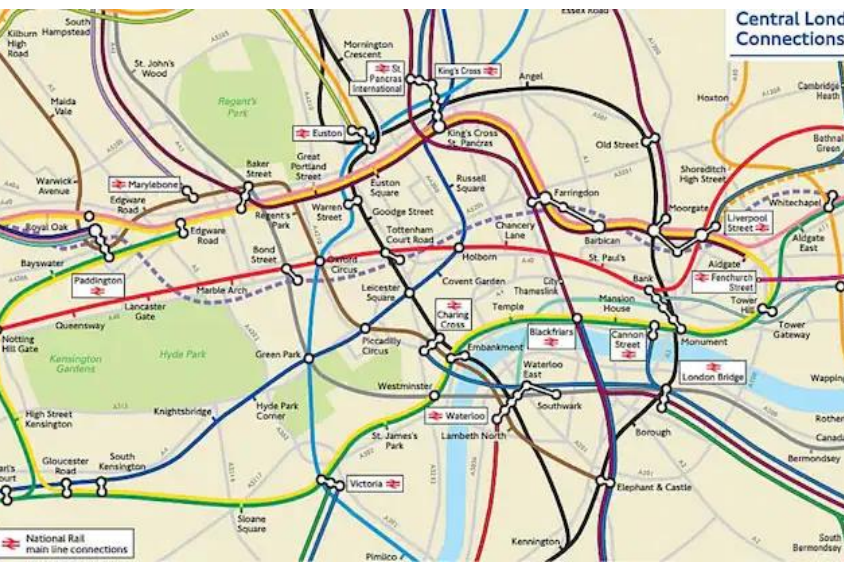 Central Lond
Connections
Essex Road
Kilburn
High
Road
South
Hampstead
Mornington
Crescent
St.
Pancras
International
King's Cross
St. John's
Wood
Angel
Hoxton
Cambridge
Heath
Maida
Vale
Regent's
Park
Euston
King's Cross
St. Pancras
Old Street
Bethnal
Green
Baker
Street
Great
Portland
Street
Warwick
Avenue
Marylebone
Edgware
Road
Euston
Square
Russell
Square
Farringdon
Shoreditch
High Street
Whitechapel
Royal Oak
Regent's
Park
Warren
Street
Goodge Street
Chancery
Lane
Moorgate
Liverpool
Street
Edgware
Road
Bond
Street
Tottenham
Court Road
Barbican
Aldgate
East
Bayswater
Oxford
Circus
Holborn
St. Paul's
Aldgate
Paddington
Marble Arch
Leicester
Square
Covent Garden
City
Thameslink
Bank
Fenchurch
Street
Lancaster
Gate
Queensway
Temple
Mansion
House
Tower
Hill
Charing
Cross
Blackfriars
Cannon
Street
Tower
Gateway
Notting
Hill Gate
Hyde Park
Green Park
Piccadilly
Circus
Embankment
Monument
Kensington
Gardens
Waterloo
East
London Bridge
Westminster
Wapping
Knightsbridge
Hyde Park
Corner
Southwark
High Street
Kensington
Waterloo
Rother
St. James's
Park
Lambeth North
Borough
Canada
Bermondsey
arl's
ourt
Gloucester
Road
South
Kensington
Victoria
Elephant & Castle
Sloane
Square
National Rail
main line connections
Pimlico
Kennington
South
Bermondsey